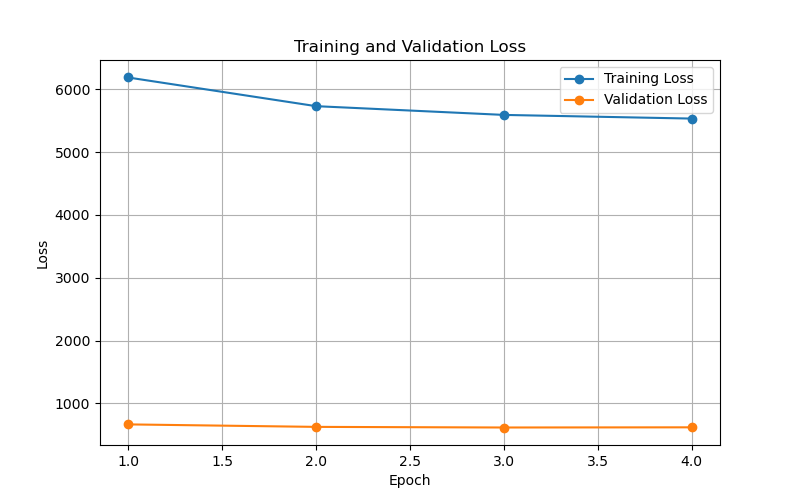 Training and Validation Loss
Training Loss
Validation Loss
6000
5000
4000
3000
2000
1000
Loss
1.0 1.5 2.0 2.5 3.0 3.5 4.0
Epoch